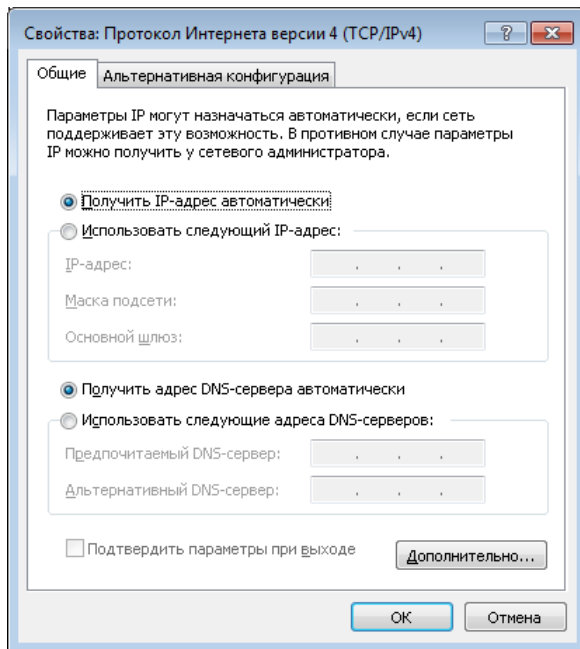 Свойства: Протокол Интернета версии 4 (TCP/IPv4)
Общие
Альтернативная конфигурация
Параметры IP могут назначаться автоматически, если сеть
поддерживает эту возможность. В противном случае параметры
IP можно получить у сетевого администратора.
Получить IP-адрес автоматически
Использовать следующий IP-адрес:
IP-адрес:
Маска подсети:
Основной шлюз:
Получить адрес DNS-сервера автоматически
Использовать следующие адреса DNS-серверов:
Предпочитаемый DNS-сервер:
Альтернативный DNS-сервер:
Подтвердить параметры при выходе
Дополнительно...
ОК
Отмена